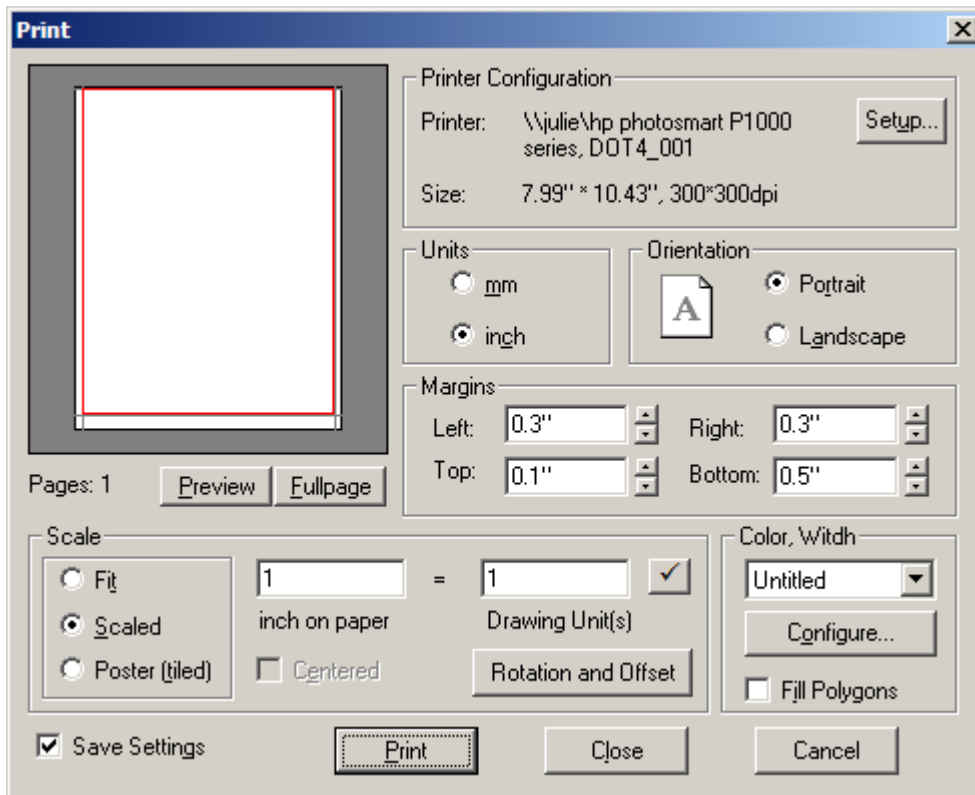 Print
Printer Configuration
Printer: \\julie\hp photosmart P1000
series, DOT4_001
Setup...
Size: 7.99" * 10.43", 300*300dpi
Units
mm
inch
Orientation
A
Portrait
Landscape
Margins
Left: 0.3" Right: 0.3"
Top: 0.1" Bottom: 0.5"
Pages: 1 Preview Fullpage
Scale
Fit
Scaled
Poster (tiled)
1 = 1
inch on paper Drawing Unit(s)
Centered Rotation and Offset
Color, Witdh
Untitled
Configure...
Fill Polygons
Save Settings Print Close Cancel